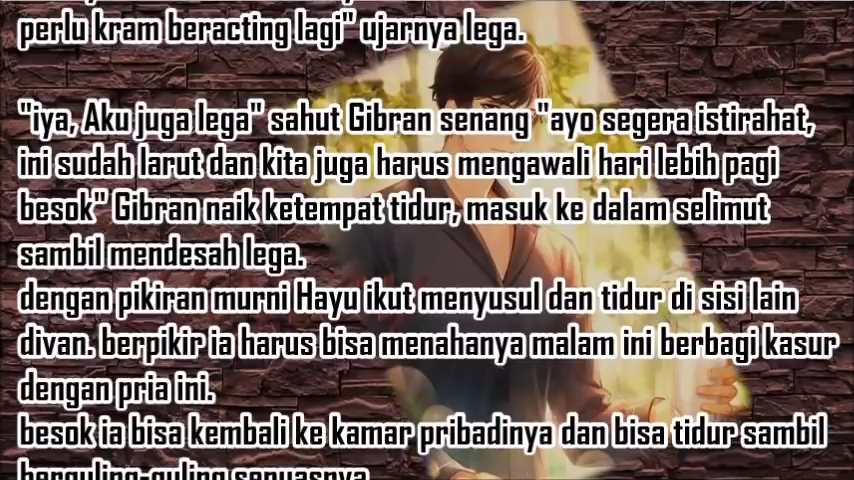 perlu kram beracting lagi" ujarnya lega.
"iya, Aku juga lega" sahut Gibran senang "ayo segera istirahat,
ini sudah larut dan kita juga harus mengawali hari lebih pagi
besok" Gibran naik ketempat tidur, masuk ke dalam selimut
sambil mendesah lega.
dengan pikiran murni Hayu ikut menyusul dan tidur di sisi lain
divan. berpikir ia harus bisa menahanya malam ini berbagi kasur
dengan pria ini.
besok ia bisa kembali ke kamar pribadinya dan bisa tidur sambil
berguling-guling sepuasnya.